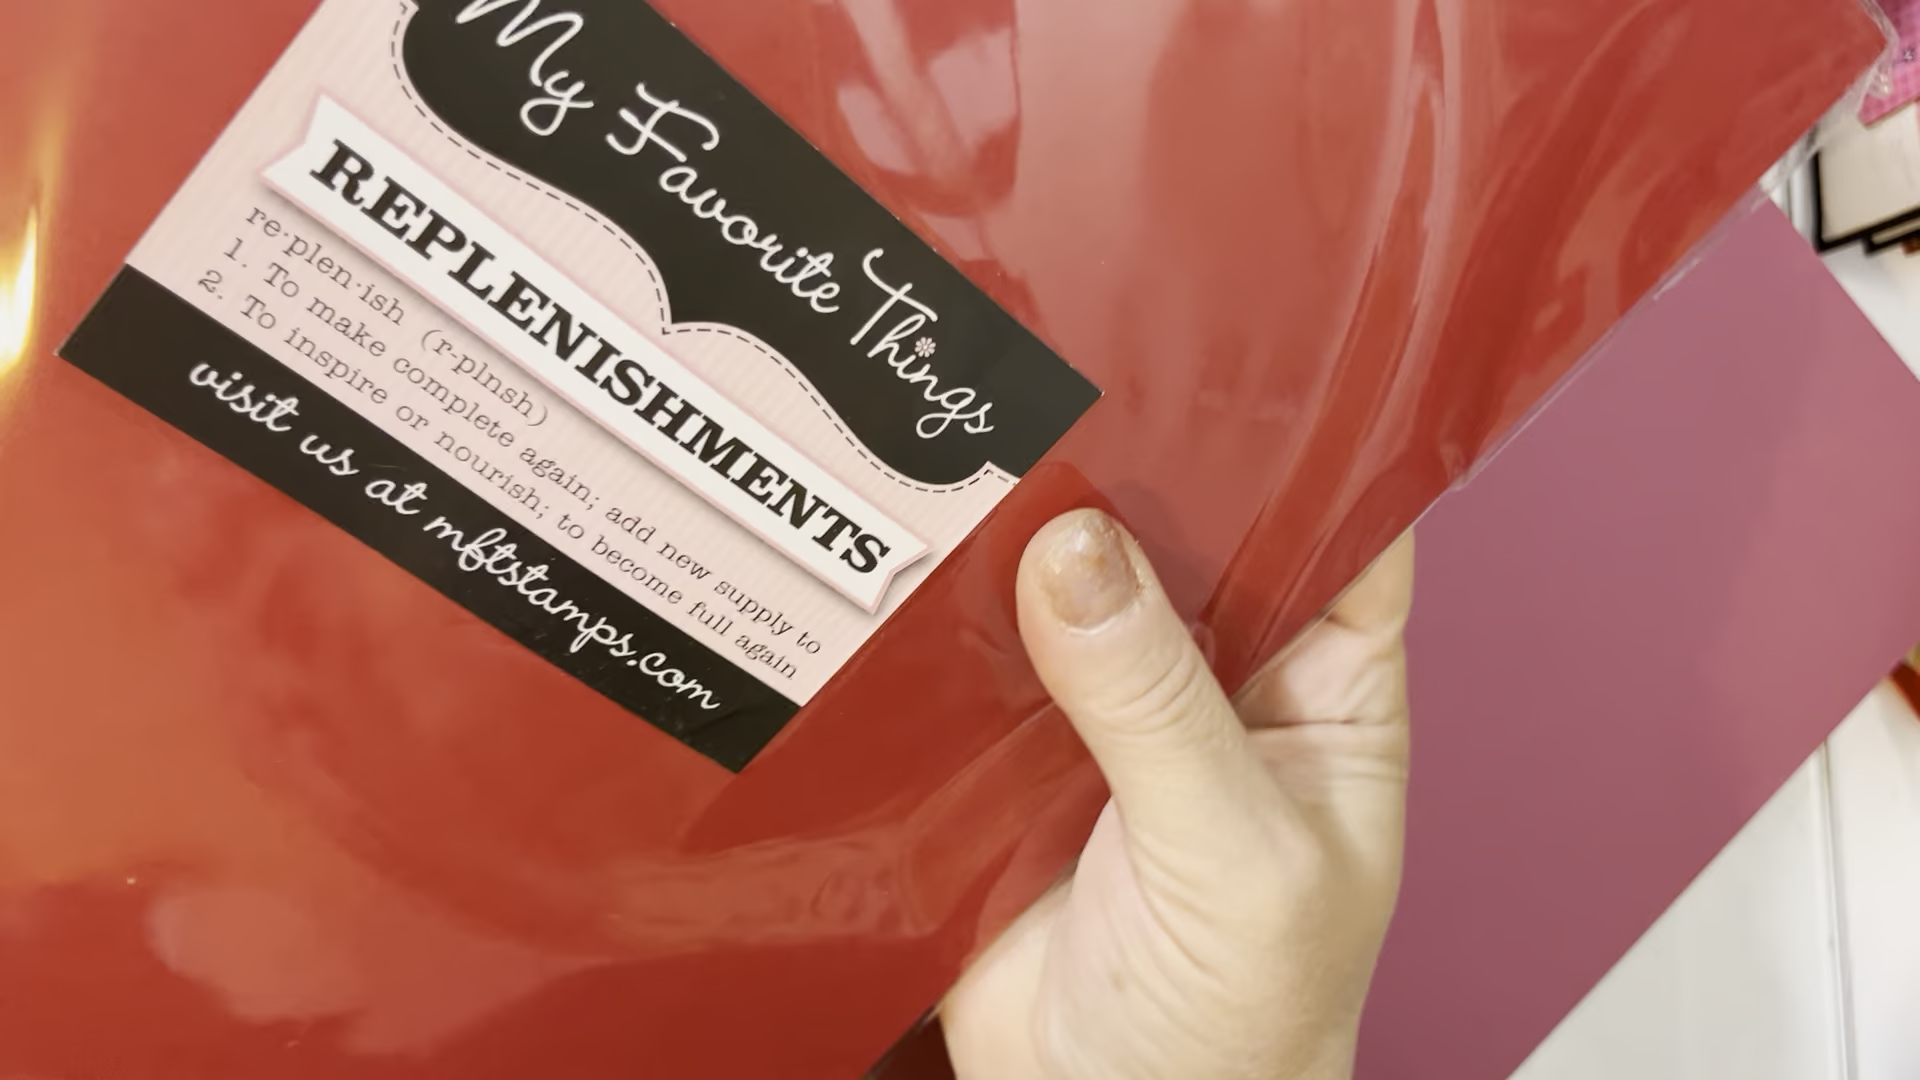 My Favorite Things
REPLENISHMENTS
re·plen·ish (r-plnsh)
1. To make complete again; add new supply to
2. To inspire or nourish; to become full again
visit us at mftstamps.com